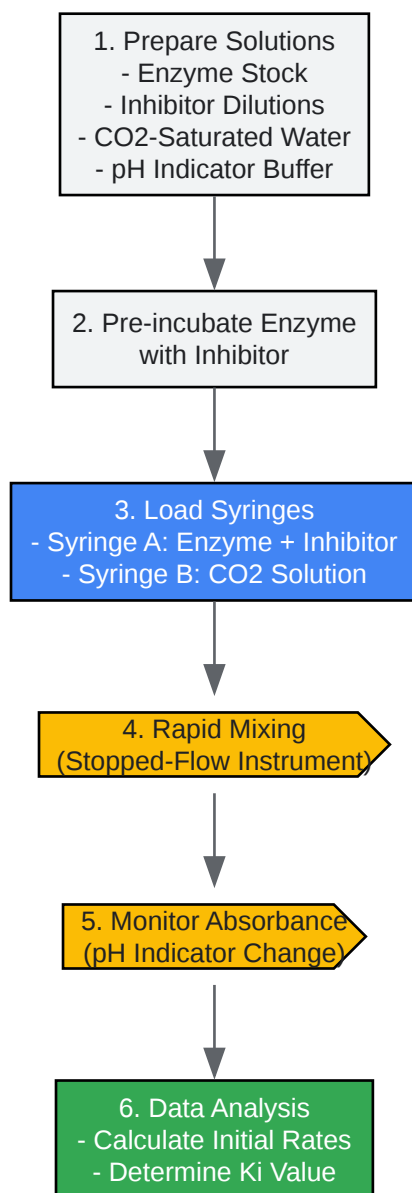 1. Prepare Solutions
- Enzyme Stock
- Inhibitor Dilutions
- CO2-Saturated Water
- pH Indicator Buffer
2. Pre-incubate Enzyme
with Inhibitor
3. Load Syringes
- Syringe A: Enzyme + Inhibitor
- Syringe B: CO2 Solution
4. Rapid Mixing
(Stopped-Flow Instrument)
5. Monitor Absorbance
(pH Indicator Change)
6. Data Analysis
- Calculate Initial Rates
- Determine Ki Value